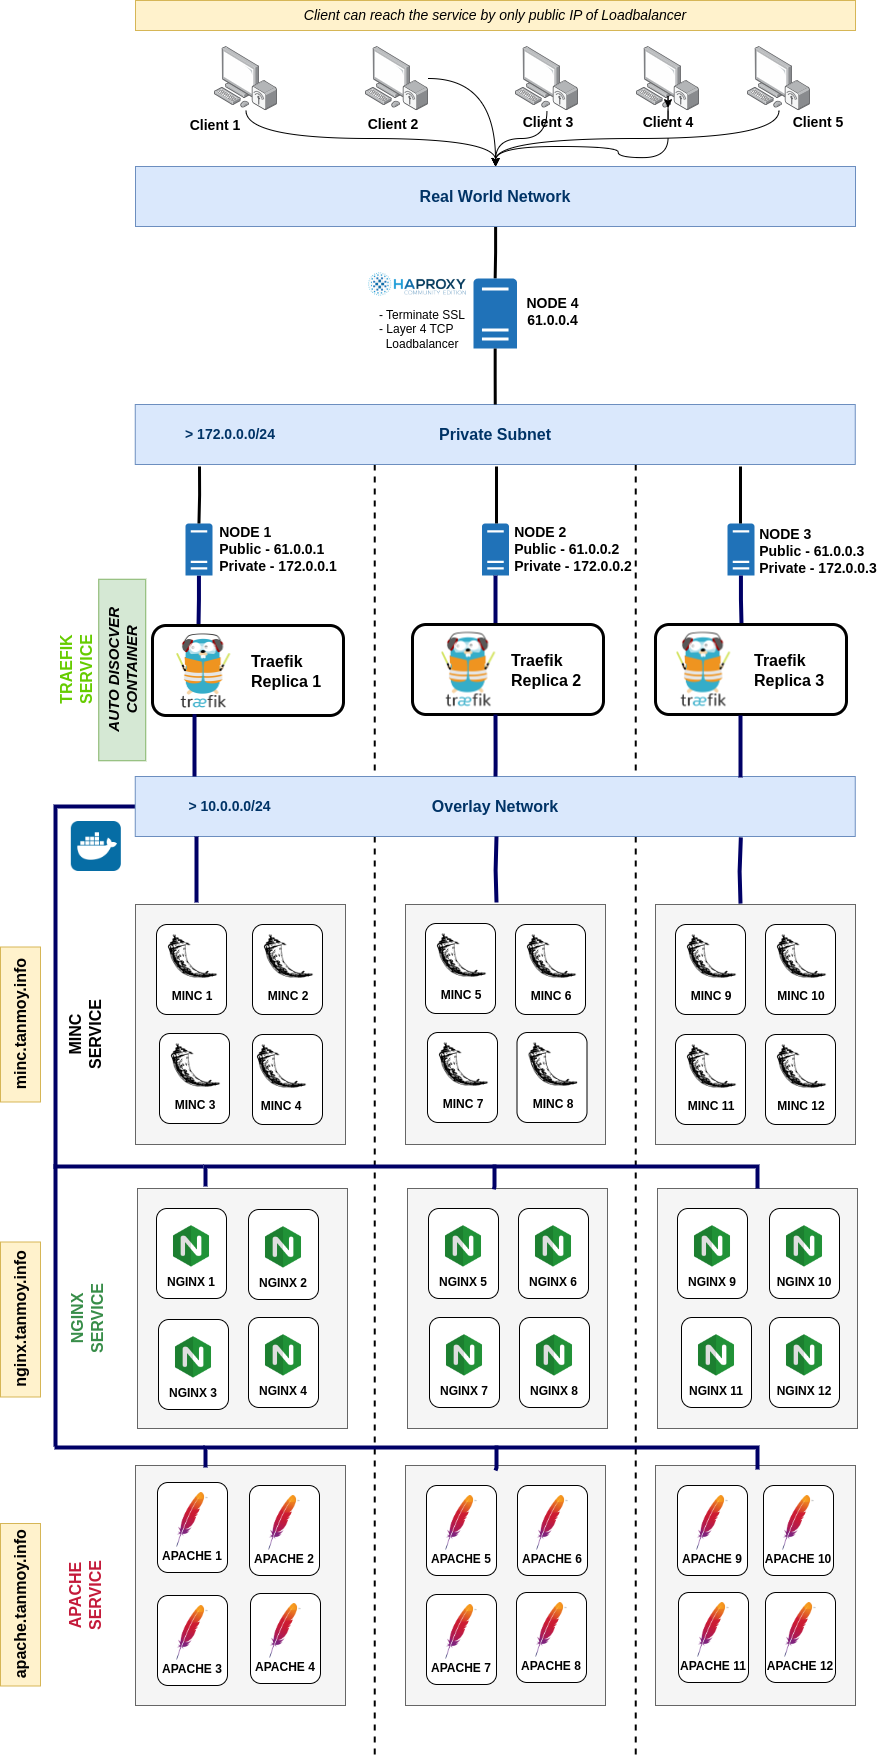 Client can reach the service by only public IP of Loadbalancer
Client 1
Client 2
Client 3
Client 4
Client 5
Real World Network
HAPROXY
COMMUNITY EDITION
- Terminate SSL
- Layer 4 TCP
Loadbalancer
NODE 4
61.0.0.4
> 172.0.0.0/24
Private Subnet
NODE 1
Public - 61.0.0.1
Private - 172.0.0.1
NODE 2
Public - 61.0.0.2
Private - 172.0.0.2
NODE 3
Public - 61.0.0.3
Private - 172.0.0.3
TRAEFIK
SERVICE
AUTO DISOCVER
CONTAINER
træfik
Traefik
Replica 1
træfik
Traefik
Replica 2
træfik
Traefik
Replica 3
> 10.0.0.0/24
Overlay Network
minc.tanmoy.info
MINC
SERVICE
MINC 1
MINC 2
MINC 3
MINC 4
MINC 5
MINC 6
MINC 7
MINC 8
MINC 9
MINC 10
MINC 11
MINC 12
nginx.tanmoy.info
NGINX
SERVICE
NGINX 1
NGINX 2
NGINX 3
NGINX 4
NGINX 5
NGINX 6
NGINX 7
NGINX 8
NGINX 9
NGINX 10
NGINX 11
NGINX 12
apache.tanmoy.info
APACHE
SERVICE
APACHE 1
APACHE 2
APACHE 3
APACHE 4
APACHE 5
APACHE 6
APACHE 7
APACHE 8
APACHE 9
APACHE 10
APACHE 11
APACHE 12